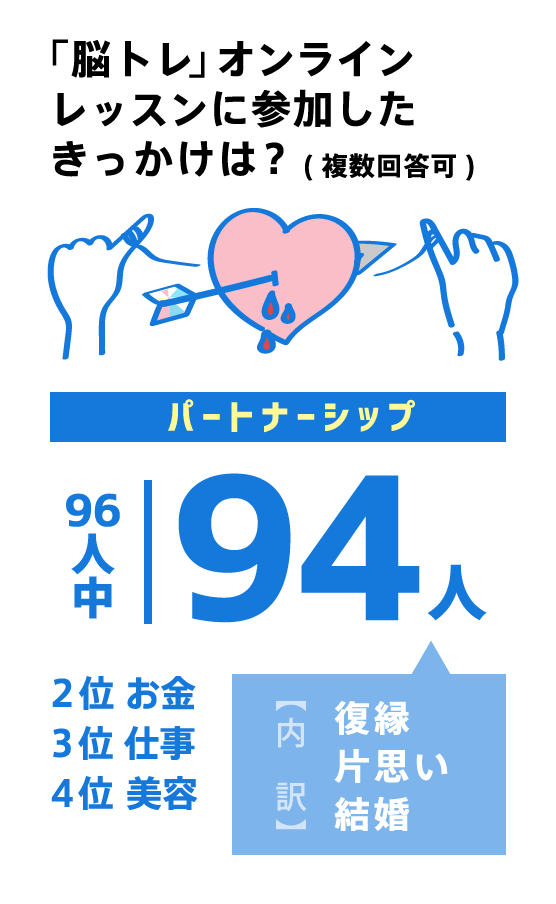 「脳トレ」オンライン
レッスンに参加した
きっかけは？(複数回答可)
パートナーシップ
96人中
94人
2位 お金
3位 仕事
4位 美容
【内訳】
復縁
片思い
結婚